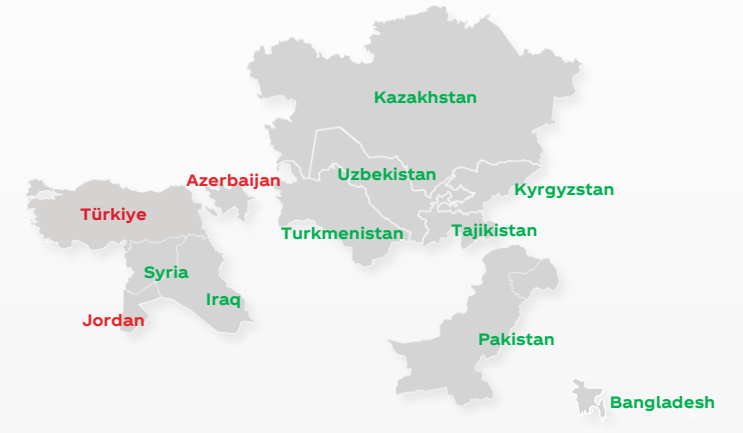 Kazakhstan
Uzbekistan
Azerbaijan
Kyrgyzstan
Türkiye
Turkmenistan
Tajikistan
Syria
Iraq
Jordan
Pakistan
Bangladesh